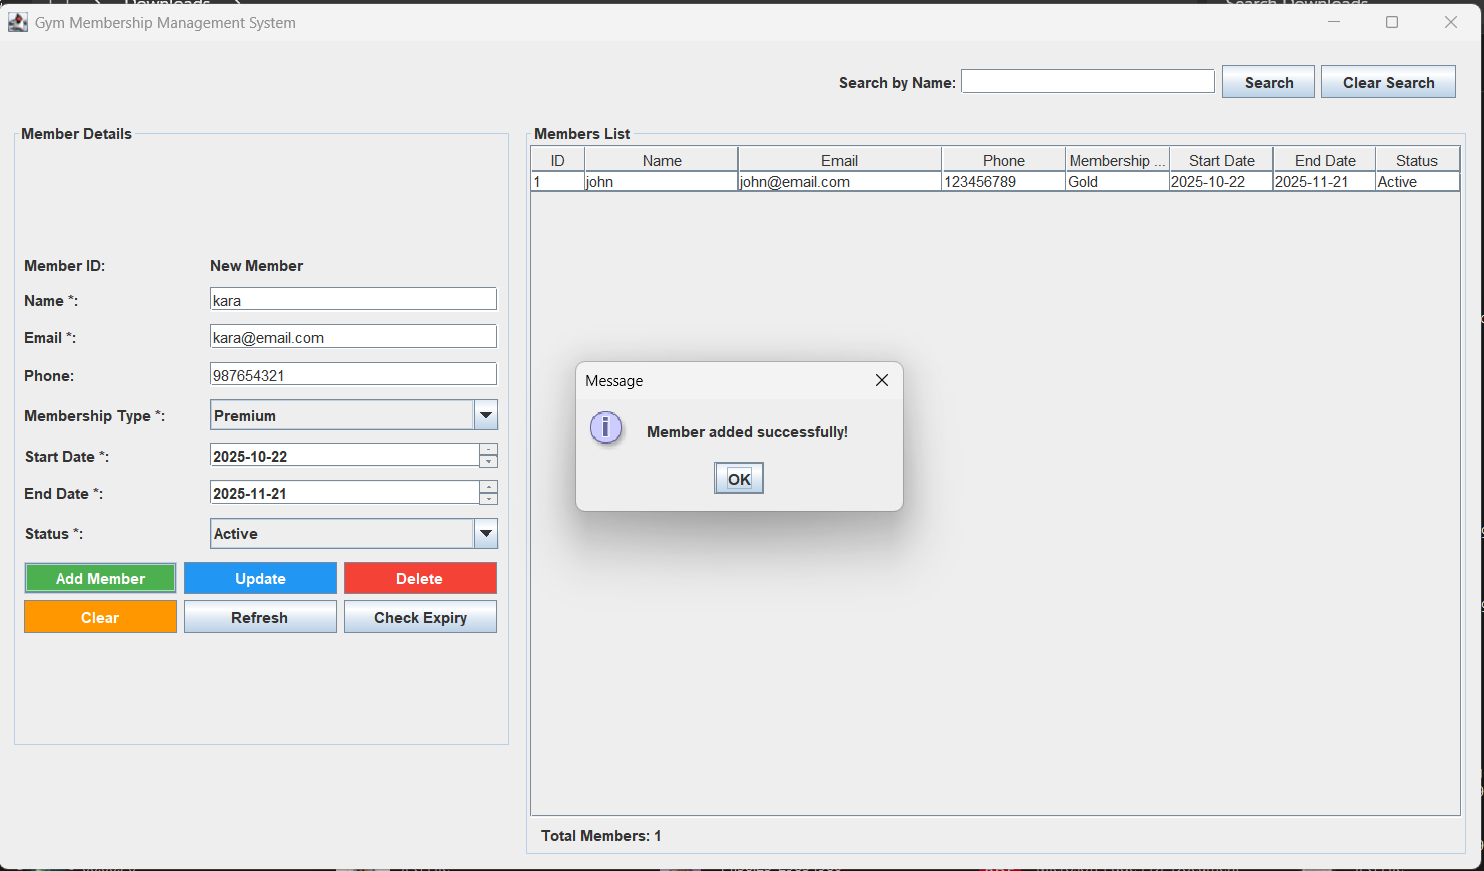 Downloads
Search Downloads
Gym Membership Management System
Search by Name: Search Clear Search
Member Details
Member ID: New Member
Name *: kara
Email *: kara@email.com
Phone: 987654321
Membership Type *: Premium
Start Date *: 2025-10-22
End Date *: 2025-11-21
Status *: Active
Add Member Update Delete
Clear Refresh Check Expiry
Members List
ID Name Email Phone Membership ... Start Date End Date Status
1 john john@email.com 123456789 Gold 2025-10-22 2025-11-21 Active
Total Members: 1
Message
i
Member added successfully!
OK